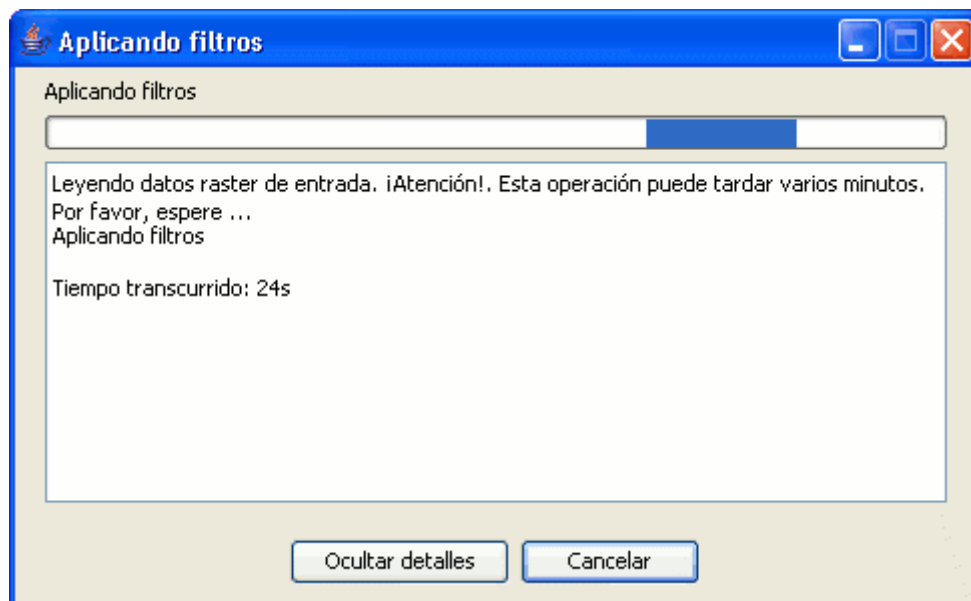 Aplicando filtros
Aplicando filtros
Leyendo datos raster de entrada. ¡Atención!. Esta operación puede tardar varios minutos.
Por favor, espere ...
Aplicando filtros
Tiempo transcurrido: 24s
Ocultar detalles
Cancelar